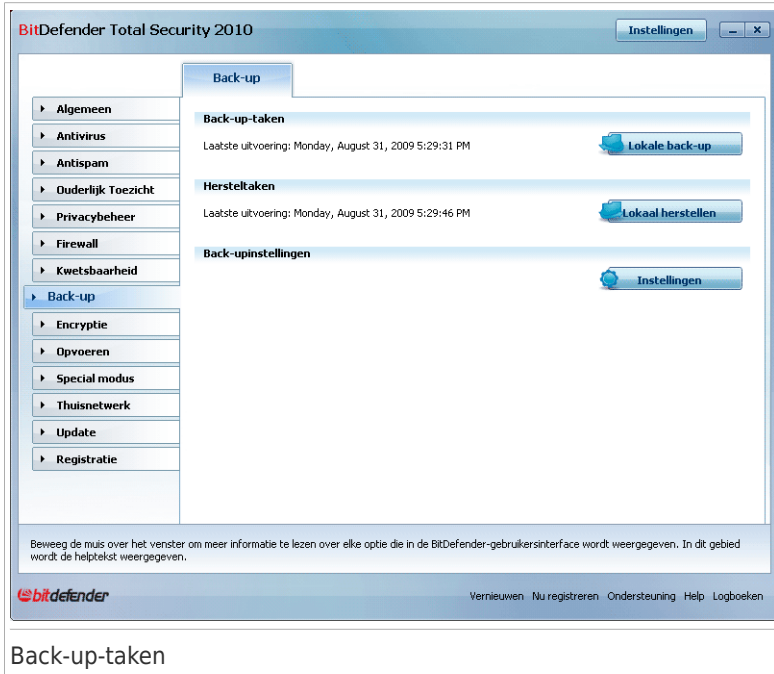 BitDefender Total Security 2010
Instellingen
Back-up
Algemeen
Antivirus
Antispam
Ouderlijk Toezicht
Privacybeheer
Firewall
Kwetsbaarheid
Back-up
Encryptie
Opvoeren
Special modus
Thuisnetwerk
Update
Registratie
Back-up-taken
Laatste uitvoering: Monday, August 31, 2009 5:29:31 PM
Lokale back-up
Hersteltaken
Laatste uitvoering: Monday, August 31, 2009 5:29:46 PM
Lokaal herstellen
Back-upinstellingen
Instellingen
Beweeg de muis over het venster om meer informatie te lezen over elke optie die in de BitDefender-gebruikersinterface wordt weergegeven. In dit gebied
wordt de helptekst weergegeven.
bitdefender
Vernieuwen Nu registreren Ondersteuning Help Logboeken
Back-up-taken